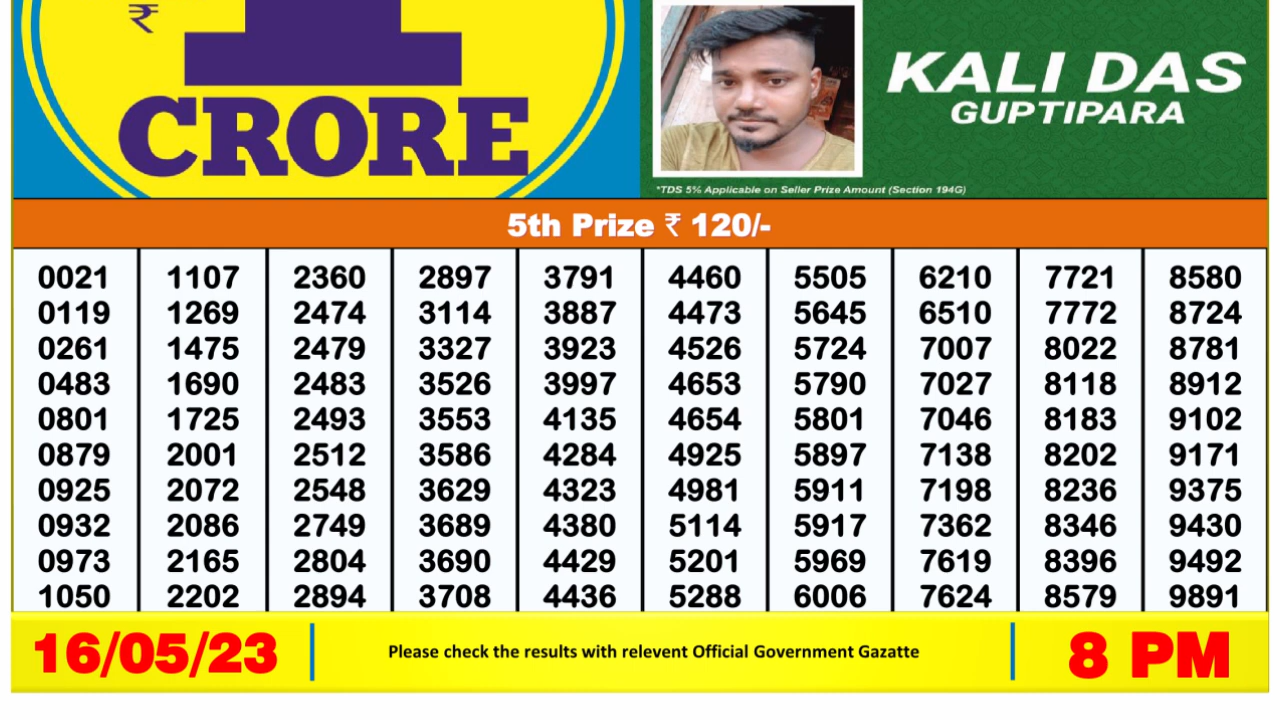 ₹ 1
CRORE
KALI DAS
GUPTIPARA
*TDS 5% Applicable on Seller Prize Amount (Section 194G)
5th Prize ₹ 120/-
0021 1107 2360 2897 3791 4460 5505 6210 7721 8580
0119 1269 2474 3114 3887 4473 5645 6510 7772 8724
0261 1475 2479 3327 3923 4526 5724 7007 8022 8781
0483 1690 2483 3526 3997 4653 5790 7027 8118 8912
0801 1725 2493 3553 4135 4654 5801 7046 8183 9102
0879 2001 2512 3586 4284 4925 5897 7138 8202 9171
0925 2072 2548 3629 4323 4981 5911 7198 8236 9375
0932 2086 2749 3689 4380 5114 5917 7362 8346 9430
0973 2165 2804 3690 4429 5201 5969 7619 8396 9492
1050 2202 2894 3708 4436 5288 6006 7624 8579 9891
16/05/23 Please check the results with relevent Official Government Gazatte 8 PM